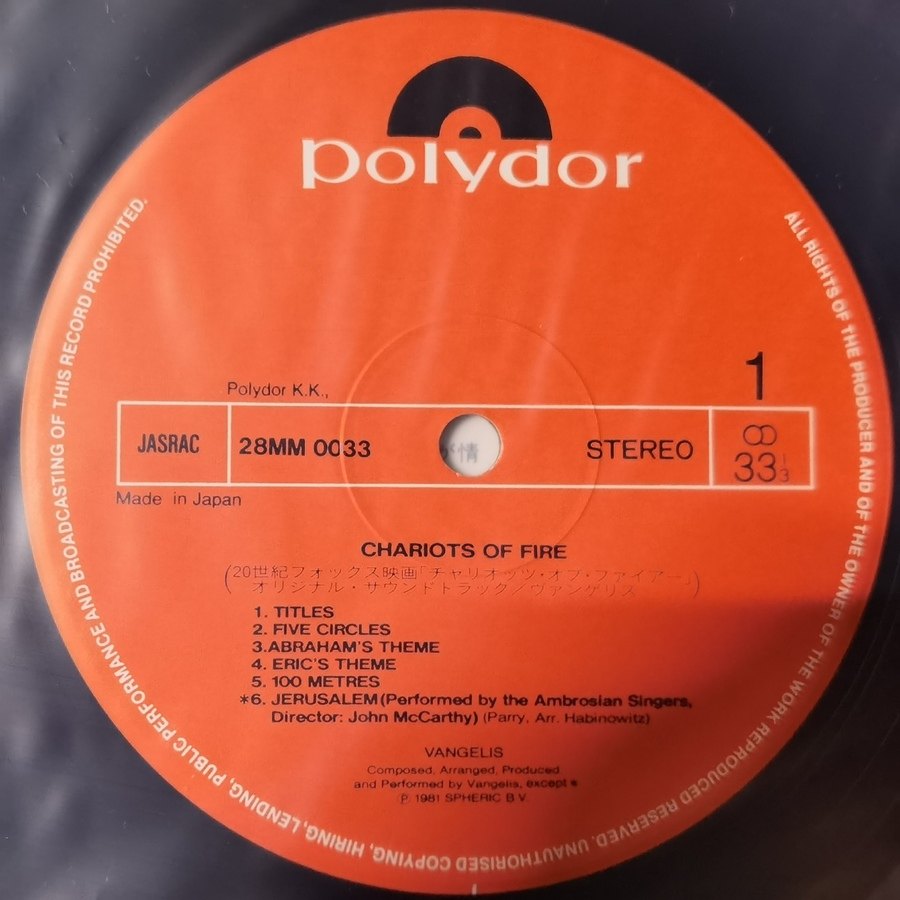 polydor
1
Polydor K.K.,
JASRAC
28MM 0033
STEREO
33 1/3
Made in Japan
情
CHARIOTS OF FIRE
(20世紀フォックス映画「チャリオッツ・オブ・ファイアー」
オリジナル・サウンドトラック/ヴァンゲリス)
1. TITLES
2. FIVE CIRCLES
3.ABRAHAM'S THEME
4. ERIC'S THEME
5. 100 METRES
*6. JERUSALEM(Performed by the Ambrosian Singers,
Director: John McCarthy) (Parry, Arr. Habinowitz)
VANGELIS
Composed, Arranged, Produced
and Performed by Vangelis, except *
℗ 1981 SPHERIC B.V.
ALL RIGHTS OF THE PRODUCER AND OF THE OWNER OF THE WORK REPRODUCED RESERVED. UNAUTHORISED COPYING, HIRING, LENDING, PUBLIC PERFORMANCE AND BROADCASTING OF THIS RECORD PROHIBITED.